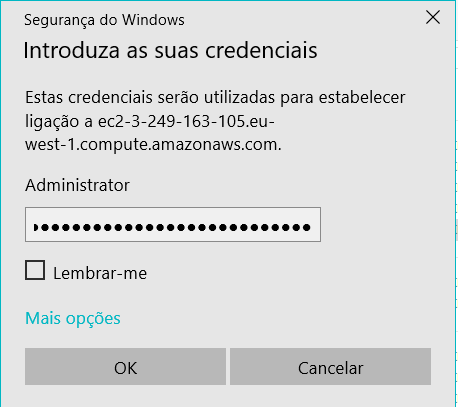 Segurança do Windows
Introduza as suas credenciais
Estas credenciais serão utilizadas para estabelecer
ligação a ec2-3-249-163-105.eu-
west-1.compute.amazonaws.com.
Administrator
Lembrar-me
Mais opções
OK
Cancelar